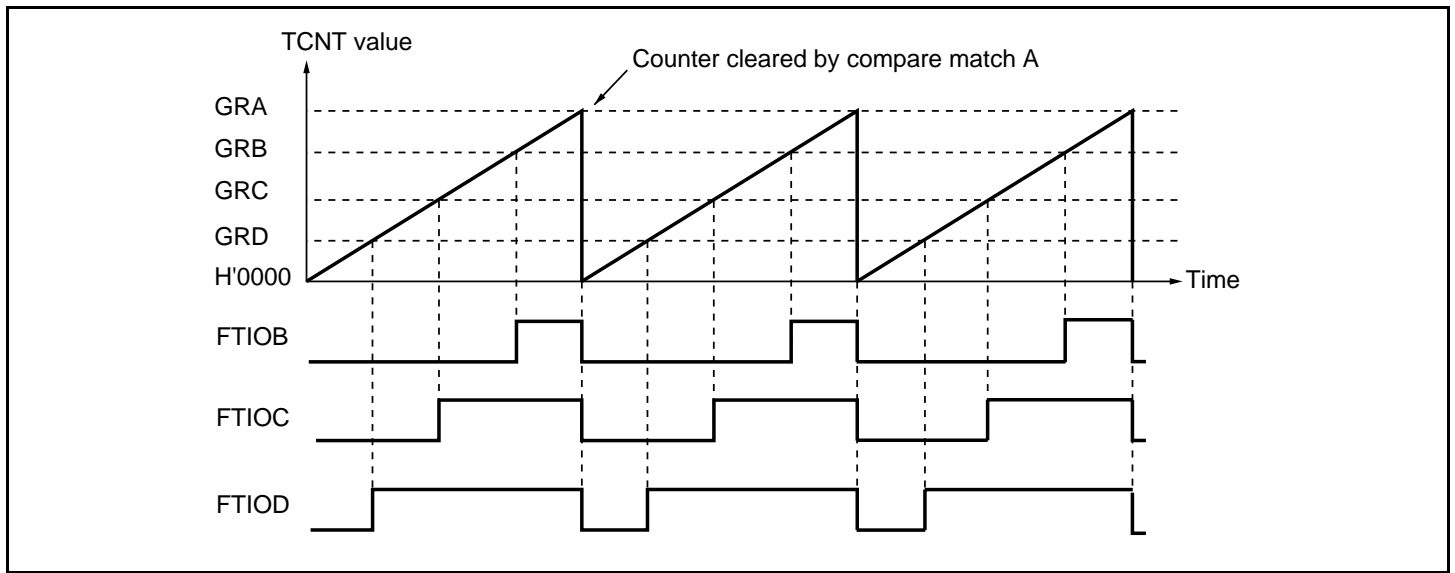 TCNT value
Counter cleared by compare match A
GRA
GRB
GRC
GRD
H'0000
Time
FTIOB
FTIOC
FTIOD